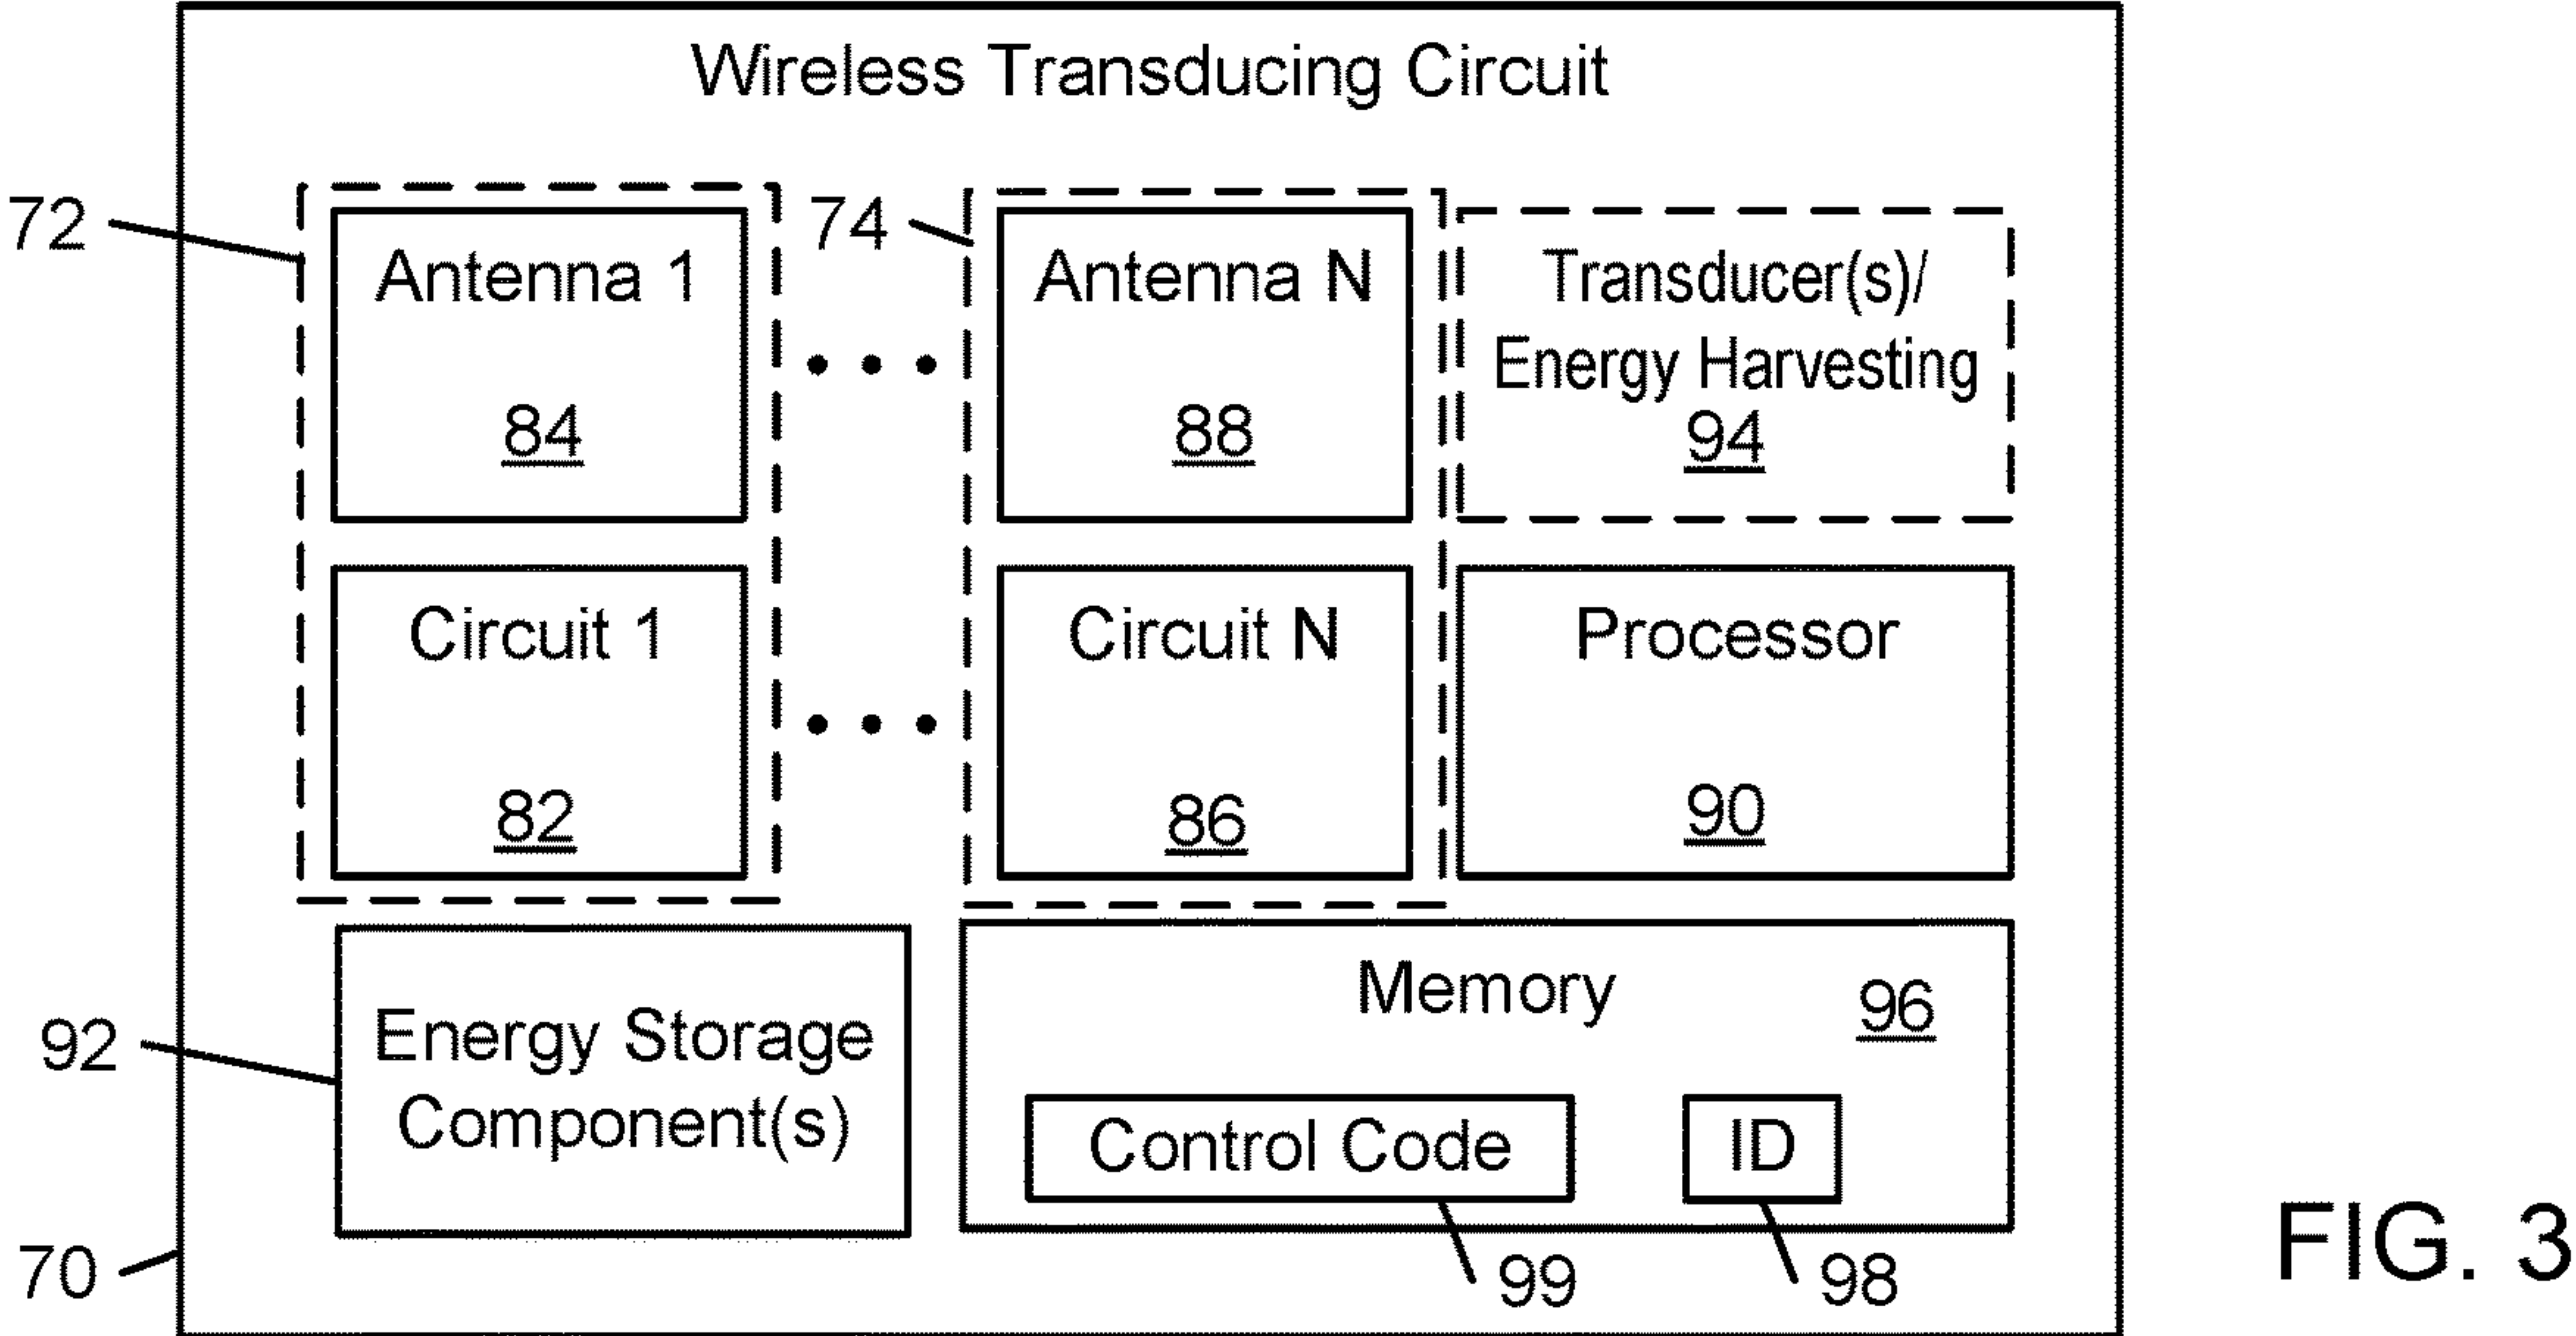 Wireless Transducing Circuit
72
Antenna 1
84
74
Antenna N
88
Transducer(s)/
Energy Harvesting
94
Circuit 1
82
Circuit N
86
Processor
90
92
Energy Storage
Component(s)
Memory
96
Control Code
ID
70
99
98
FIG. 3